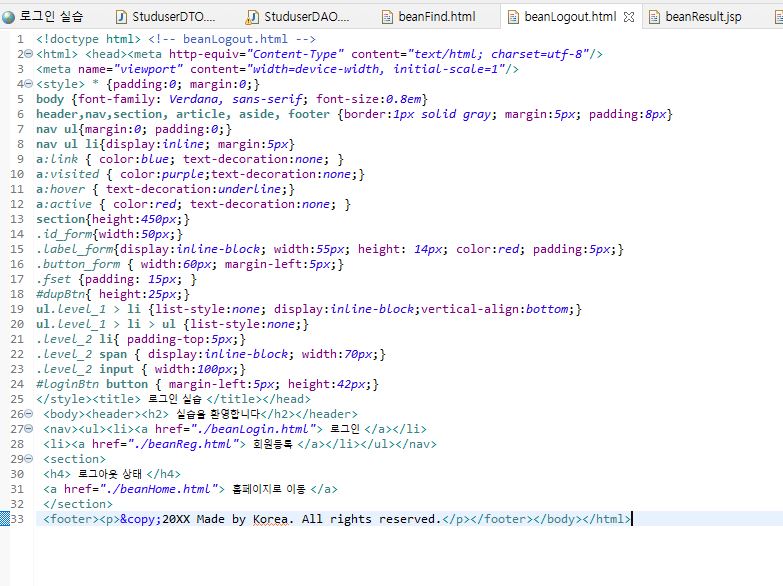 로그인 실습 StuduserDTO.... StuduserDAO.... beanFind.html beanLogout.html beanResult.jsp
1 <!doctype html> <!-- beanLogout.html -->
2 <html> <head><meta http-equiv="Content-Type" content="text/html; charset=utf-8"/>
3 <meta name="viewport" content="width=device-width, initial-scale=1"/>
4 <style> * {padding:0; margin:0;}
5 body {font-family: Verdana, sans-serif; font-size:0.8em}
6 header,nav,section, article, aside, footer {border:1px solid gray; margin:5px; padding:8px}
7 nav ul{margin:0; padding:0;}
8 nav ul li{display:inline; margin:5px}
9 a:link { color:blue; text-decoration:none; }
10 a:visited { color:purple;text-decoration:none;}
11 a:hover { text-decoration:underline;}
12 a:active { color:red; text-decoration:none; }
13 section{height:450px;}
14 .id_form{width:50px;}
15 .label_form{display:inline-block; width:55px; height: 14px; color:red; padding:5px;}
16 .button_form { width:60px; margin-left:5px;}
17 .fset {padding: 15px; }
18 #dupBtn{ height:25px;}
19 ul.level_1 > li {list-style:none; display:inline-block;vertical-align:bottom;}
20 ul.level_1 > li > ul {list-style:none;}
21 .level_2 li{ padding-top:5px;}
22 .level_2 span { display:inline-block; width:70px;}
23 .level_2 input { width:100px;}
24 #loginBtn button { margin-left:5px; height:42px;}
25 </style><title> 로그인 실습 </title></head>
26 <body><header><h2> 실습을 환영합니다</h2></header>
27 <nav><ul><li><a href="./beanLogin.html"> 로그인 </a></li>
28 <li><a href="./beanReg.html"> 회원등록 </a></li></ul></nav>
29 <section>
30 <h4> 로그아웃 상태 </h4>
31 <a href="./beanHome.html"> 홈페이지로 이동 </a>
32 </section>
33 <footer><p>&copy;20XX Made by Korea. All rights reserved.</p></footer></body></html>